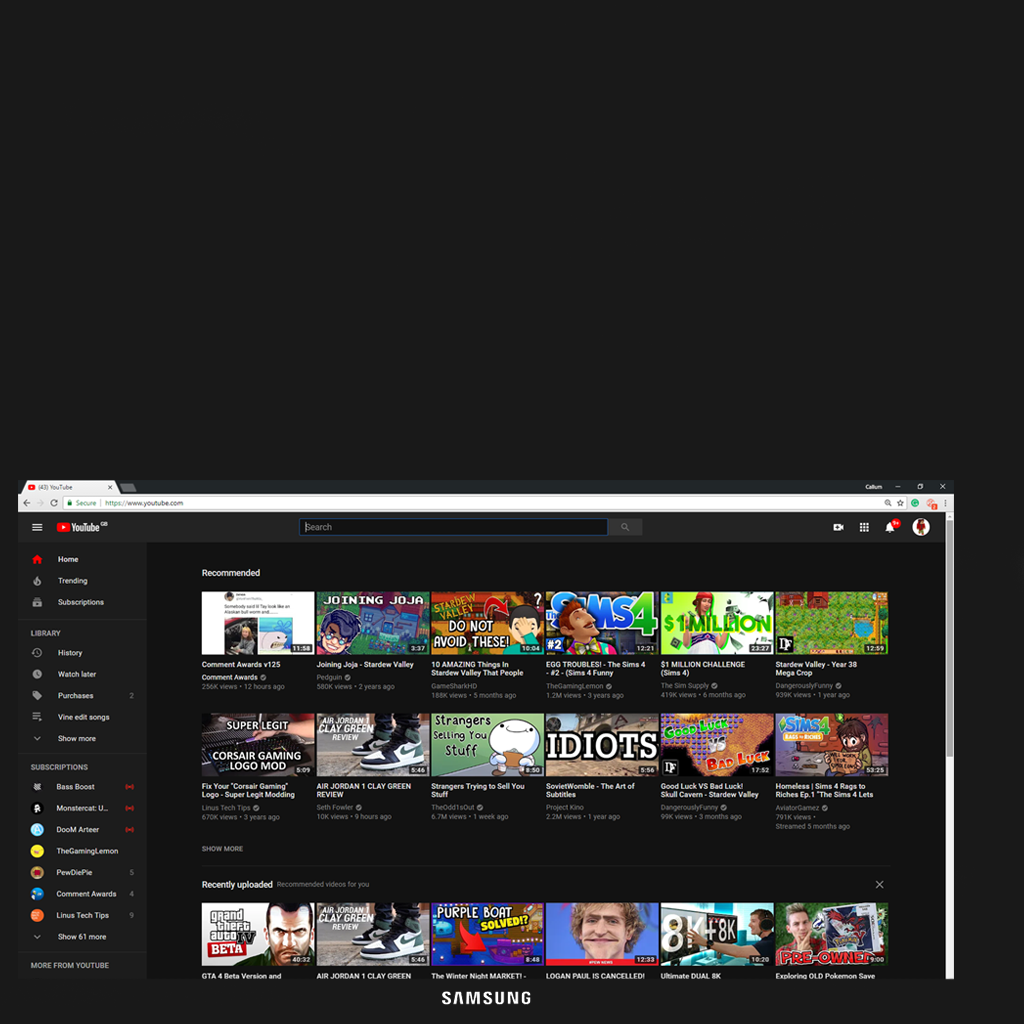 (43) YouTube
Callum
Secure
https://www.youtube.com
YouTube GB
Search
9+
Home
Trending
Subscriptions
LIBRARY
History
Watch later
Purchases 2
Vine edit songs
Show more
SUBSCRIPTIONS
Bass Boost
Monstercat: U...
DooM Arteer
TheGamingLemon
PewDiePie 5
Comment Awards 4
Linus Tech Tips 9
Show 61 more
MORE FROM YOUTUBE
Recommended
Somebody said lil Tay look like an
Alaskan bull worm and......
11:58
Comment Awards v125
Comment Awards
256K views • 12 hours ago
JOINING JOJA
3:37
Joining Joja - Stardew Valley
Pedguin
580K views • 2 years ago
STARDEW
VALLEY
?
DO NOT
AVOID THESE!
10:04
10 AMAZING Things In
Stardew Valley That People
GameSharkHD
188K views • 5 months ago
The SIMS 4
#2
12:21
EGG TROUBLES! - The Sims 4
- #2 - (Sims 4 Funny
TheGamingLemon
1.2M views • 3 years ago
$1 MILLION
23:27
$1 MILLION CHALLENGE
(Sims 4)
The Sim Supply
419K views • 6 months ago
DF
12:59
Stardew Valley - Year 38
Mega Crop
DangerouslyFunny
939K views • 1 year ago
SUPER LEGIT
CORSAIR GAMING
LOGO MOD
5:09
Fix Your "Corsair Gaming"
Logo - Super Legit Modding
Linus Tech Tips
670K views • 3 years ago
AIR JORDAN 1
CLAY GREEN
REVIEW
5:46
AIR JORDAN 1 CLAY GREEN
REVIEW
Seth Fowler
10K views • 9 hours ago
Strangers
Selling You
Stuff
8:50
Strangers Trying to Sell You
Stuff
TheOdd1sOut
6.7M views • 1 week ago
IDIOTS
5:56
SovietWomble - The Art of
Subtitles
Project Kino
2.2M views • 1 year ago
GOOD LUCK
BAD LUCK
DF
17:52
Good Luck VS Bad Luck!
Skull Cavern - Stardew Valley
DangerouslyFunny
99K views • 3 months ago
The SIMS 4
RAGS TO RICHES
53:25
Homeless | Sims 4 Rags to
Riches Ep.1 "The Sims 4 Lets
AviatorGamez
791K views •
Streamed 5 months ago
SHOW MORE
Recently uploaded Recommended videos for you
grand
theft
auto IV
BETA
40:32
GTA 4 Beta Version and
AIR JORDAN 1
CLAY GREEN
REVIEW
5:46
AIR JORDAN 1 CLAY GREEN
PURPLE BOAT
SOLVED!?
8:48
The Winter Night MARKET! -
#PEW NEWS
12:33
LOGAN PAUL IS CANCELLED!
8K+8K
10:20
Ultimate DUAL 8K
PRE-OWNED
9:00
Exploring OLD Pokemon Save
SAMSUNG